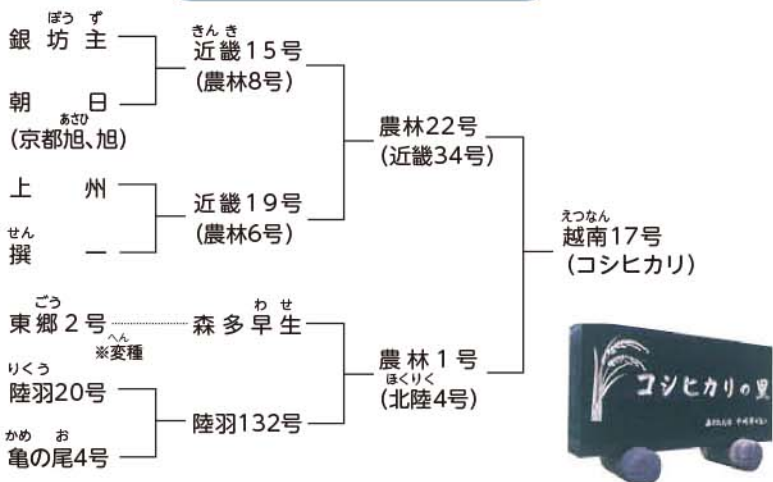 銀坊主
ぼうず
朝日
あさひ
(京都旭、旭)
上州
撰一
せん
東郷2号
ごう
※変種
へん
陸羽20号
りくう
亀の尾4号
かめ お
近畿15号
きんき
(農林8号)
近畿19号
(農林6号)
森多早生
わせ
陸羽132号
農林22号
(近畿34号)
農林1号
(北陸4号)
ほくりく
越南17号
えつなん
(コシヒカリ)
コシヒカリの里